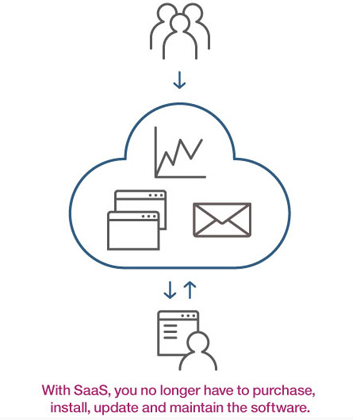 With SaaS, you no longer have to purchase,
install, update and maintain the software.